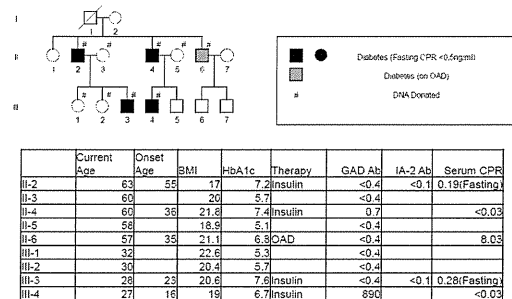 I
1 2
Diabetes (Fasting CPR <0.5ng/ml)
Diabetes (on OAD)
# DNA Donated
II
# # # # #
1 2 3 4 5 6 7
III
# # # #
1 2 3 4 5 6 7
Current Age Onset Age BMI HbA1c Therapy GAD Ab IA-2 Ab Serum CPR
II-2 63 55 17 7.2 Insulin <0.4 <0.1 0.19(Fasting)
II-3 60 20 5.7 <0.4
II-4 60 36 21.8 7.4 Insulin 0.7 <0.03
II-5 58 18.9 5.1 <0.4
II-6 57 35 21.1 6.8 OAD <0.4 8.03
III-1 32 22.6 5.3 <0.4
III-2 30 20.4 5.7 <0.4
III-3 28 23 20.6 7.6 Insulin <0.4 <0.1 0.28(Fasting)
III-4 27 16 19 6.7 Insulin 890 <0.03